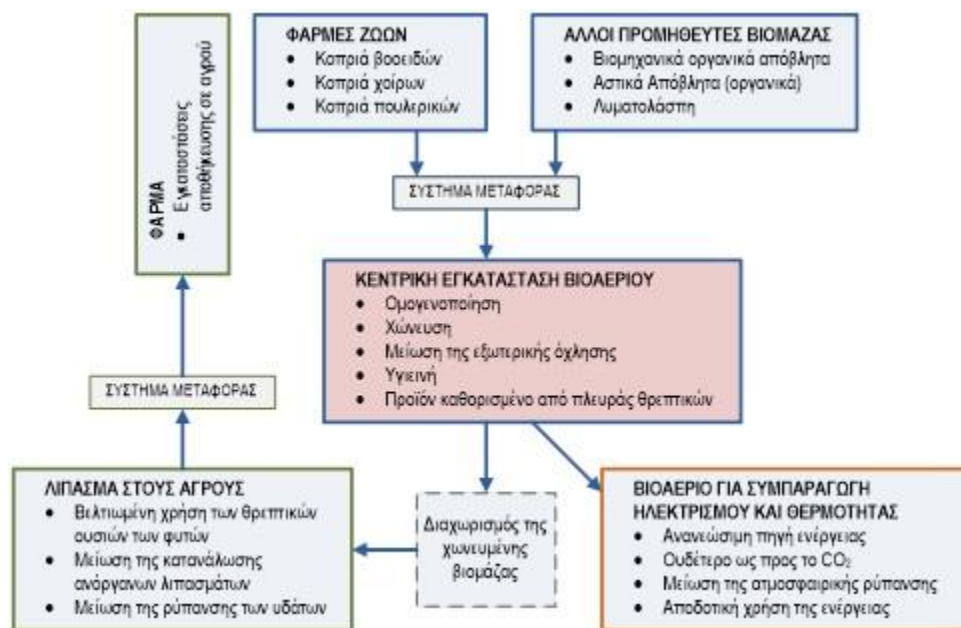 ΦΑΡΜΕΣ ΖΩΩΝ
• Κοπριά βοοειδών
• Κοπριά χοίρων
• Κοπριά πουλερικών
ΑΛΛΟΙ ΠΡΟΜΗΘΕΥΤΕΣ ΒΙΟΜΑΖΑΣ
• Βιομηχανικά οργανικά απόβλητα
• Αστικά Απόβλητα (οργανικά)
• Λυματολάσπη
ΣΥΣΤΗΜΑ ΜΕΤΑΦΟΡΑΣ
ΚΕΝΤΡΙΚΗ ΕΓΚΑΤΑΣΤΑΣΗ ΒΙΟΑΕΡΙΟΥ
• Ομογενοποίηση
• Χώνευση
• Μείωση της εξωτερικής όχλησης
• Υγιεινή
• Προϊόν καθορισμένο από πλευράς θρεπτικών
ΒΙΟΑΕΡΙΟ ΓΙΑ ΣΥΜΠΑΡΑΓΩΓΗ
ΗΛΕΚΤΡΙΣΜΟΥ ΚΑΙ ΘΕΡΜΟΤΗΤΑΣ
• Ανανεώσιμη πηγή ενέργειας
• Ουδέτερο ως προς το CO₂
• Μείωση της ατμοσφαιρικής ρύπανσης
• Αποδοτική χρήση της ενέργειας
Διαχωρισμός της
χωνευμένης
βιομάζας
ΛΙΠΑΣΜΑ ΣΤΟΥΣ ΑΓΡΟΥΣ
• Βελτιωμένη χρήση των θρεπτικών
ουσιών των φυτών
• Μείωση της κατανάλωσης
ανόργανων λιπασμάτων
• Μείωση της ρύπανσης των υδάτων
ΣΥΣΤΗΜΑ ΜΕΤΑΦΟΡΑΣ
ΦΑΡΜΑ
• Εγκαταστάσεις
αποθήκευσης σε αγρού